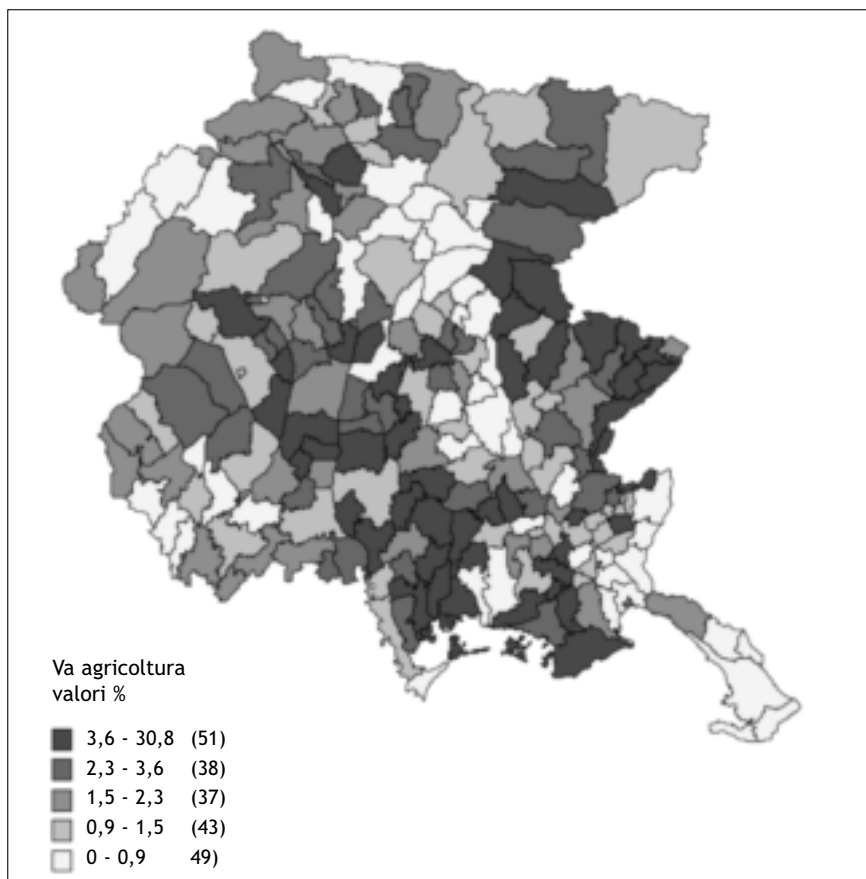 Va agricoltura
valori %
3,6 - 30,8 (51)
2,3 - 3,6 (38)
1,5 - 2,3 (37)
0,9 - 1,5 (43)
0 - 0,9 49)